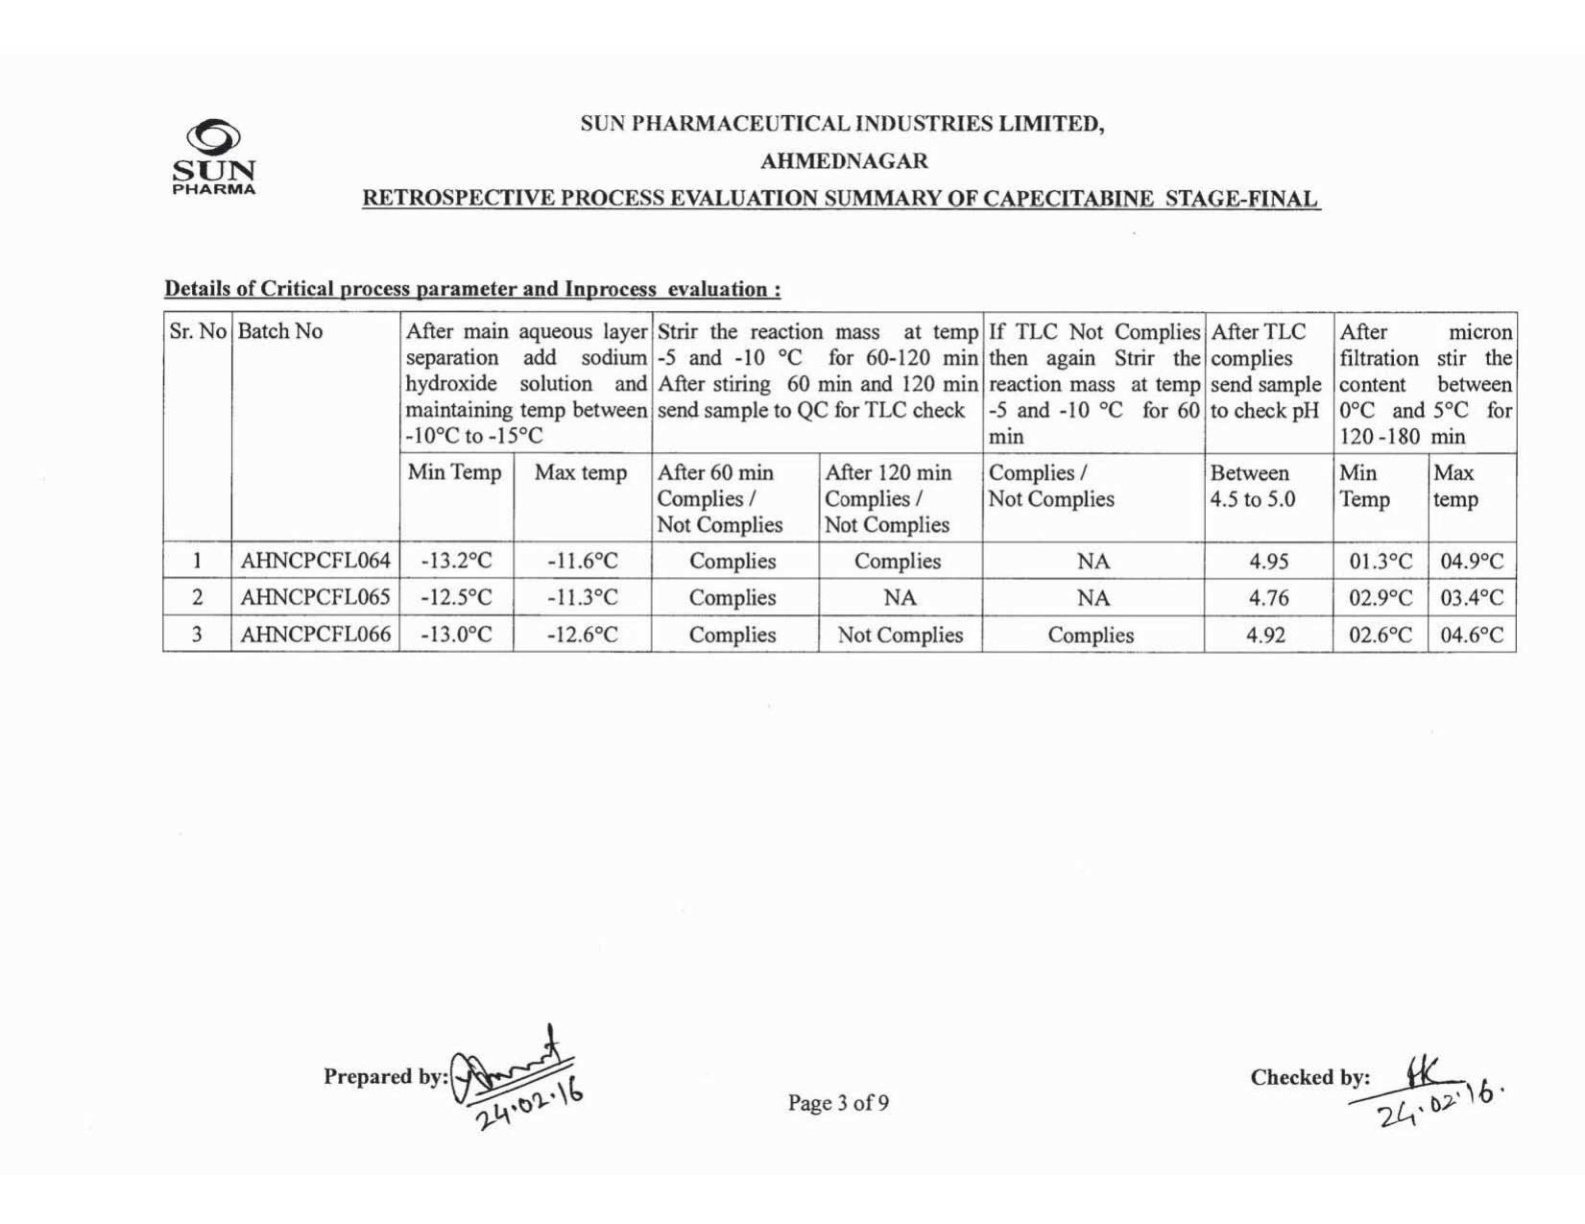 SUN
PHARMA
SUN PHARMACEUTICAL INDUSTRIES LIMITED,
AHMEDNAGAR
RETROSPECTIVE PROCESS EVALUATION SUMMARY OF CAPECITABINE STAGE-FINAL
Details of Critical process parameter and Inprocess evaluation :
Sr. No
Batch No
After main aqueous layer
separation add sodium
hydroxide solution and
maintaining temp between
-10°C to -15°C
Strir the reaction mass at temp
-5 and -10 °C for 60-120 min
After stiring 60 min and 120 min
send sample to QC for TLC check
If TLC Not Complies
then again Strir the
reaction mass at temp
-5 and -10 °C for 60
min
After TLC
complies
send sample
to check pH
After micron
filtration stir the
content between
0°C and 5°C for
120 -180 min
Min Temp
Max temp
After 60 min
Complies /
Not Complies
After 120 min
Complies /
Not Complies
Complies /
Not Complies
Between
4.5 to 5.0
Min
Temp
Max
temp
1 AHNCPCFL064 -13.2°C -11.6°C Complies Complies NA 4.95 01.3°C 04.9°C
2 AHNCPCFL065 -12.5°C -11.3°C Complies NA NA 4.76 02.9°C 03.4°C
3 AHNCPCFL066 -13.0°C -12.6°C Complies Not Complies Complies 4.92 02.6°C 04.6°C
Prepared by:
24.02.16
Page 3 of 9
Checked by:
24.02.16.